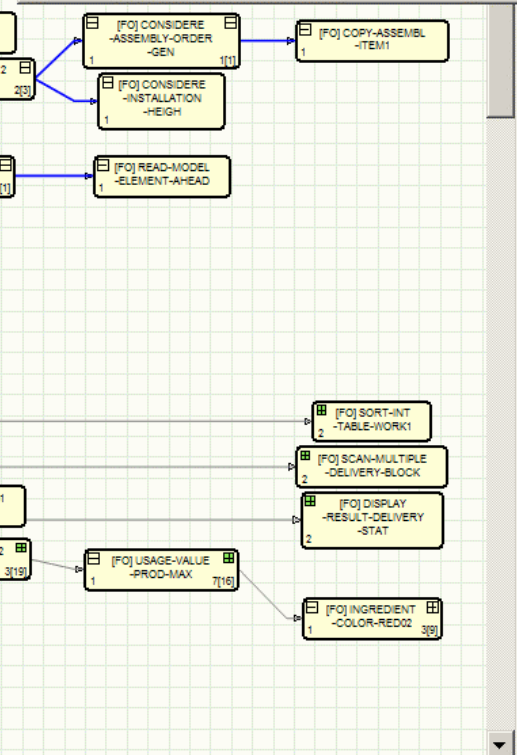 [FO] CONSIDERE
-ASSEMBLY-ORDER
-GEN
1
1[1]
[FO] COPY-ASSEMBL
-ITEM1
1
2
2[3]
[FO] CONSIDERE
-INSTALLATION
-HEIGH
1
[1]
[FO] READ-MODEL
-ELEMENT-AHEAD
1
[FO] SORT-INT
-TABLE-WORK1
2
[FO] SCAN-MULTIPLE
-DELIVERY-BLOCK
2
1
[FO] DISPLAY
-RESULT-DELIVERY
-STAT
2
2
3[19]
[FO] USAGE-VALUE
-PROD-MAX
1
7[16]
[FO] INGREDIENT
-COLOR-RED02
1
3[9]